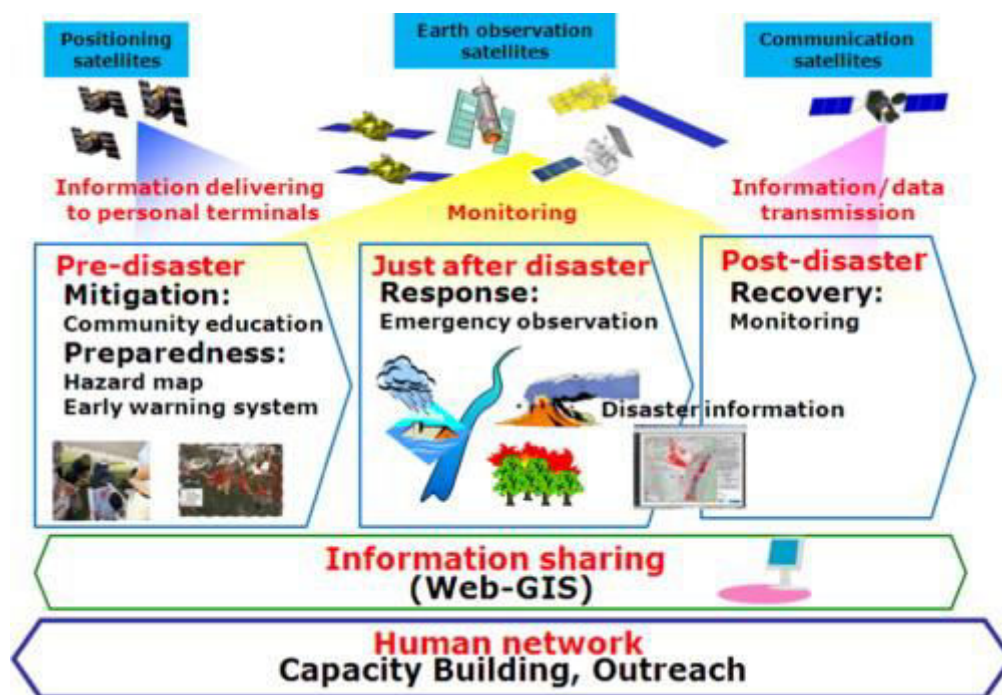 Positioning
satellites
Earth observation
satellites
Communication
satellites
Information delivering
to personal terminals
Monitoring
Information/data
transmission
Pre-disaster
Mitigation:
Community education
Preparedness:
Hazard map
Early warning system
Just after disaster
Response:
Emergency observation
Disaster information
Post-disaster
Recovery:
Monitoring
Information sharing
(Web-GIS)
Human network
Capacity Building, Outreach